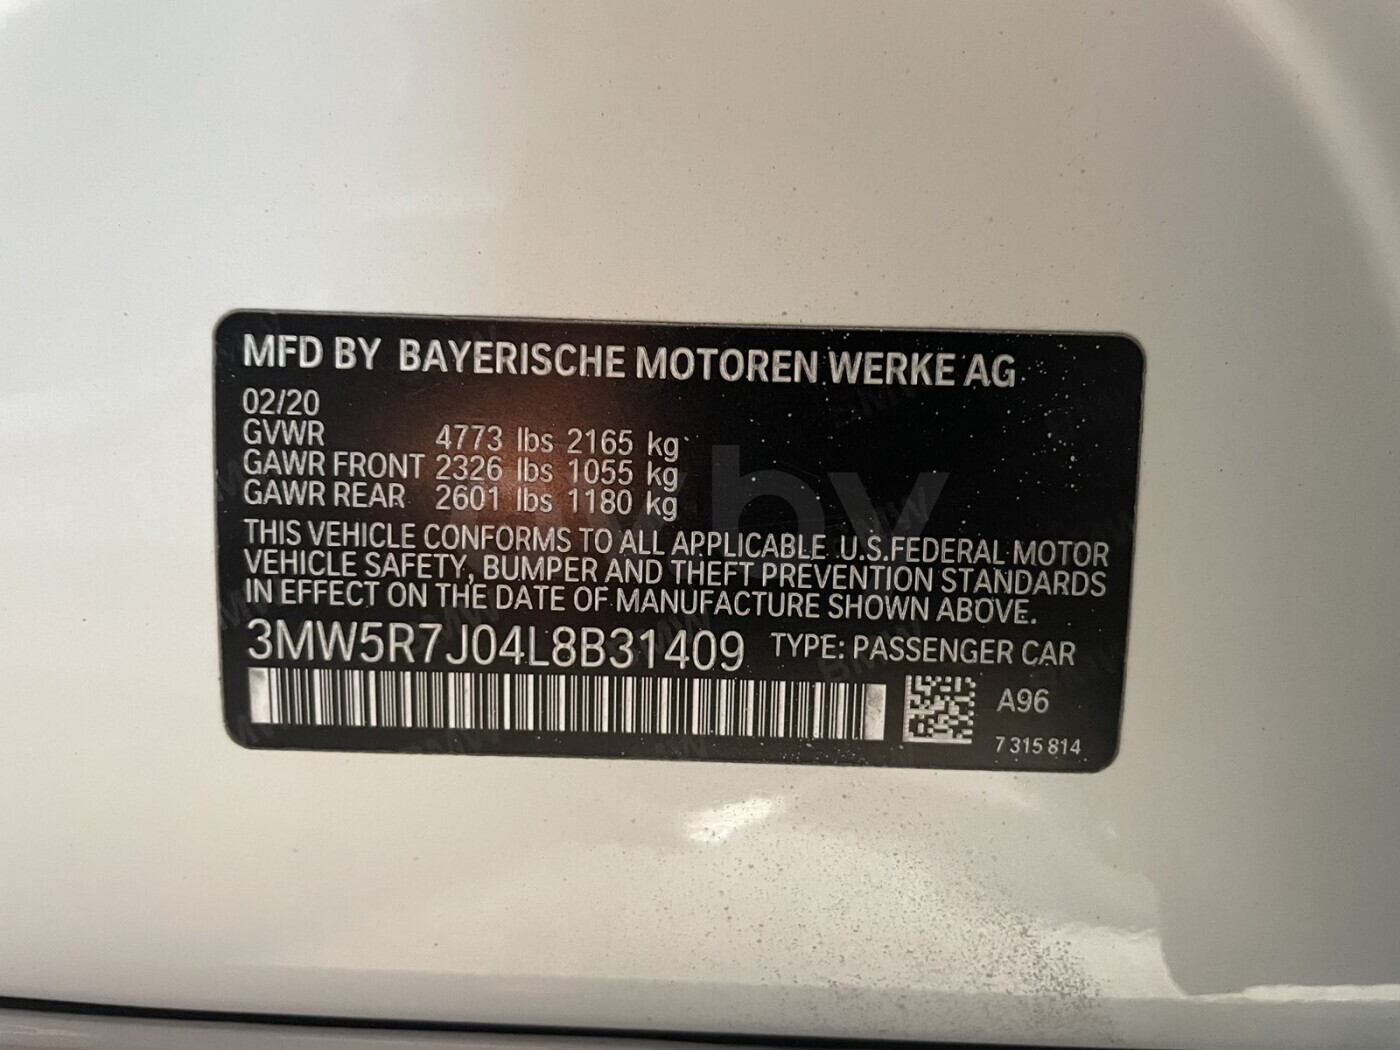 MFD BY BAYERISCHE MOTOREN WERKE AG
02/20
GVWR 4773 lbs 2165 kg
GAWR FRONT 2326 lbs 1055 kg
GAWR REAR 2601 lbs 1180 kg
THIS VEHICLE CONFORMS TO ALL APPLICABLE U.S.FEDERAL MOTOR
VEHICLE SAFETY, BUMPER AND THEFT PREVENTION STANDARDS
IN EFFECT ON THE DATE OF MANUFACTURE SHOWN ABOVE.
3MW5R7J04L8B31409 TYPE: PASSENGER CAR
A96
7 315 814